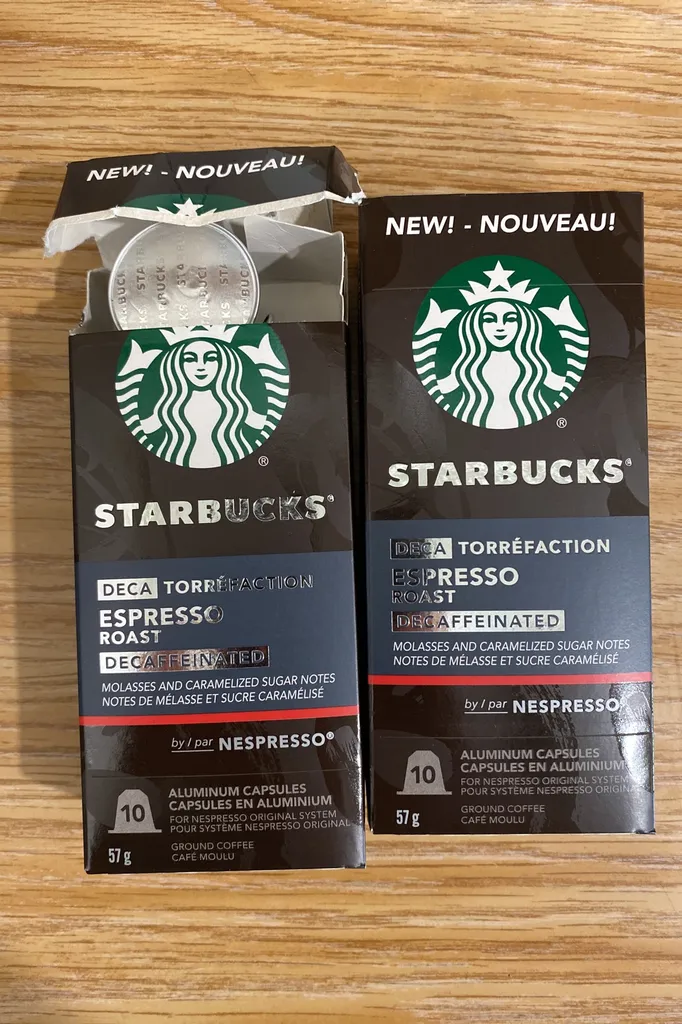 NEW! - NOUVEAU!
STARBUCKS
STARBUCKS®
DECA TORRÉFACTION
ESPRESSO
ROAST
DECAFFEINATED
MOLASSES AND CARAMELIZED SUGAR NOTES
NOTES DE MÉLASSE ET SUCRE CARAMÉLISÉ
by / par NESPRESSO®
10
ALUMINUM CAPSULES
CAPSULES EN ALUMINIUM
FOR NESPRESSO ORIGINAL SYSTEM
POUR SYSTÈME NESPRESSO ORIGINAL
GROUND COFFEE
CAFÉ MOULU
57 g
NEW! - NOUVEAU!
STARBUCKS®
DECA TORRÉFACTION
ESPRESSO
ROAST
DECAFFEINATED
MOLASSES AND CARAMELIZED SUGAR NOTES
NOTES DE MÉLASSE ET SUCRE CARAMÉLISÉ
by / par NESPRESSO
10
ALUMINUM CAPSULES
CAPSULES EN ALUMINIUM
FOR NESPRESSO ORIGINAL SYSTEM
POUR SYSTÈME NESPRESSO ORIGINAL
GROUND COFFEE
CAFÉ MOULU
57 g